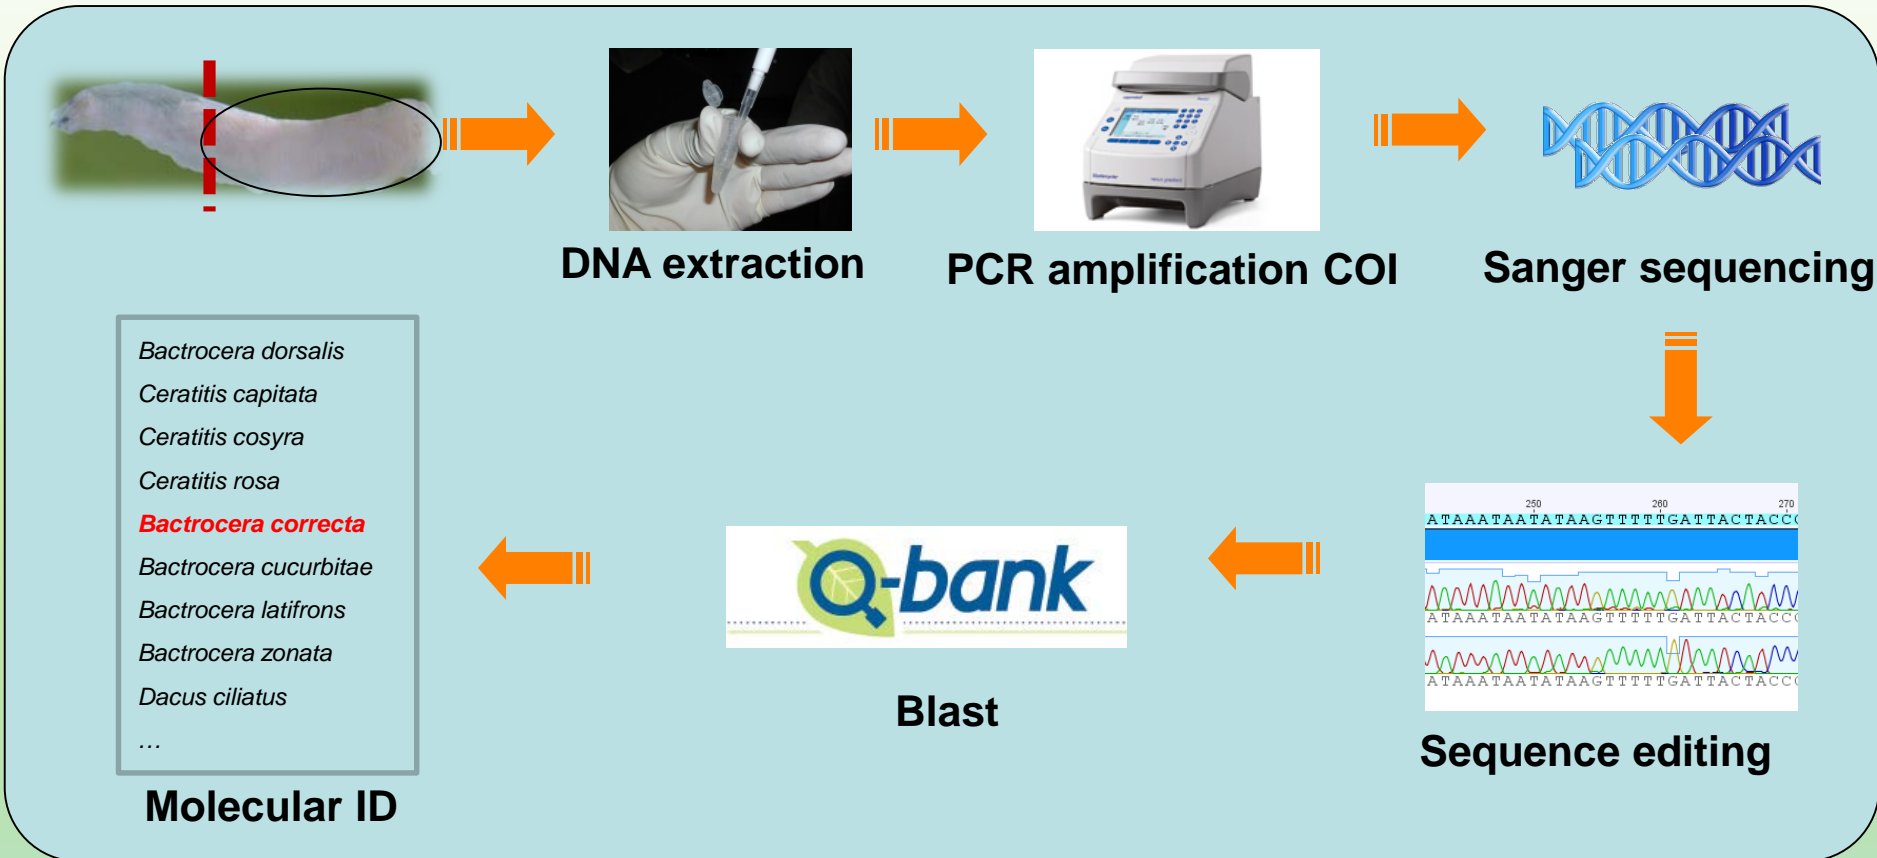 DNA extraction
PCR amplification COI
Sanger sequencing
Bactrocera dorsalis
Ceratitis capitata
Ceratitis cosyra
Ceratitis rosa
Bactrocera correcta
Bactrocera cucurbitae
Bactrocera latifrons
Bactrocera zonata
Dacus ciliatus
…
Molecular ID
Q-bank
Blast
250 260 270
ATAAATAATATAAGTTTTTGATTACTACC
ATAAATAATATAAGTTTTTGATTACTACC
ATAAATAATATAAGTTTTTGATTACTACC
Sequence editing